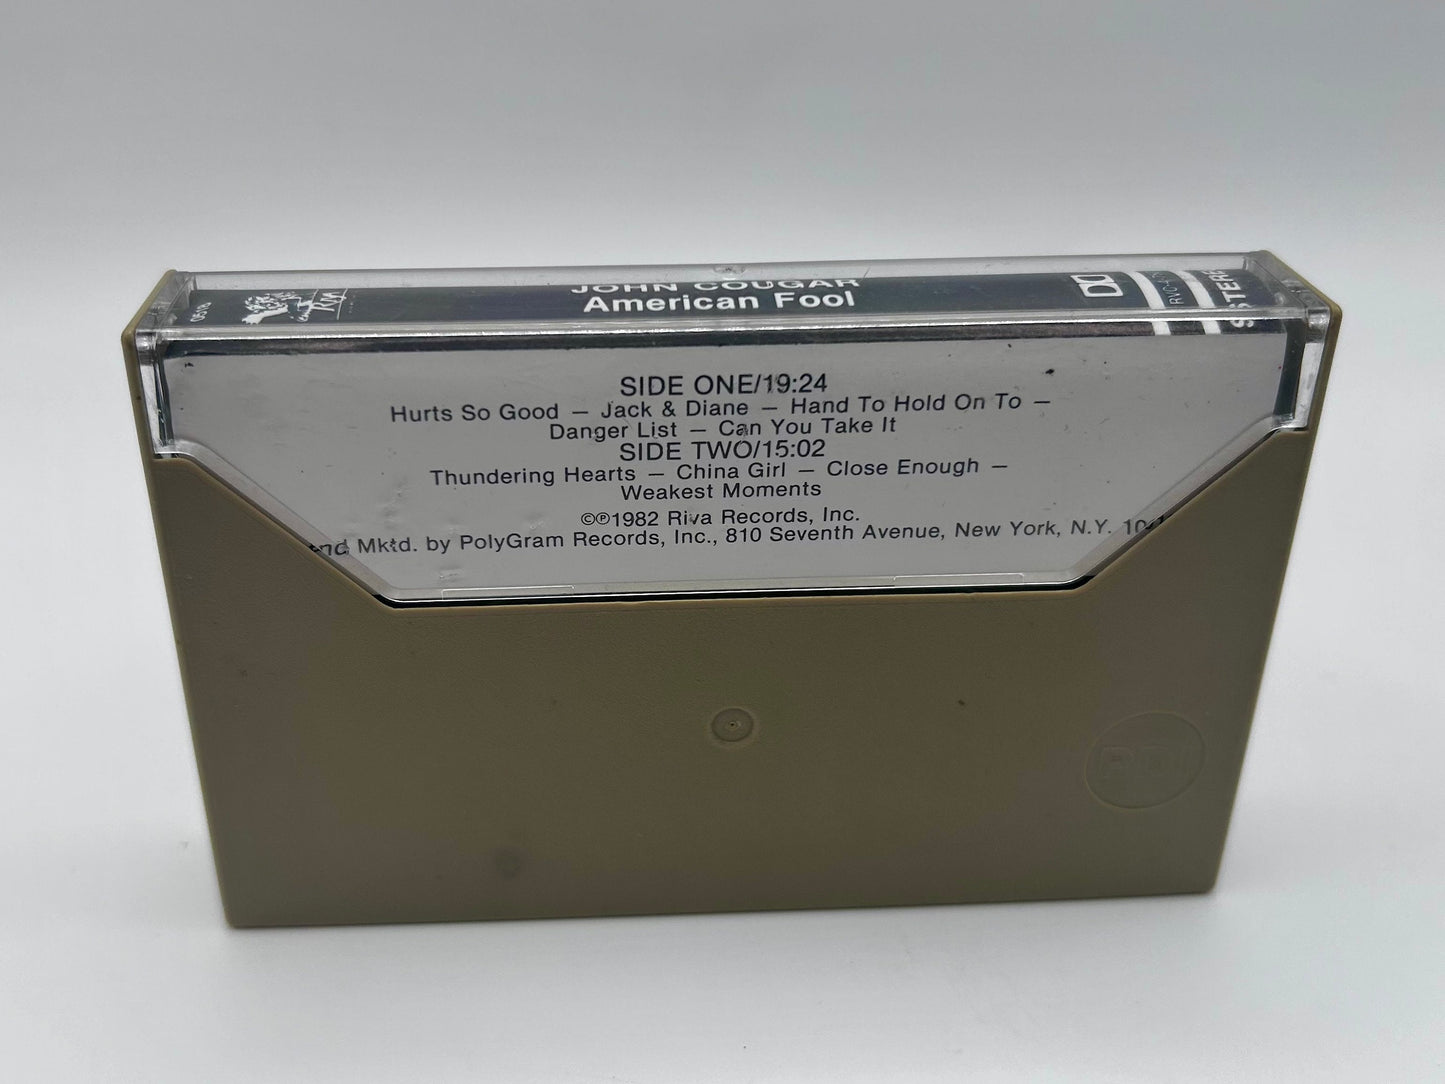 JOHN COUGAR
American Fool
STERE
SIDE ONE/19:24
Hurts So Good — Jack & Diane — Hand To Hold On To —
Danger List — Can You Take It
SIDE TWO/15:02
Thundering Hearts — China Girl — Close Enough —
Weakest Moments
©℗1982 Riva Records, Inc.
Mktd. by PolyGram Records, Inc., 810 Seventh Avenue, New York, N.Y.
PDI